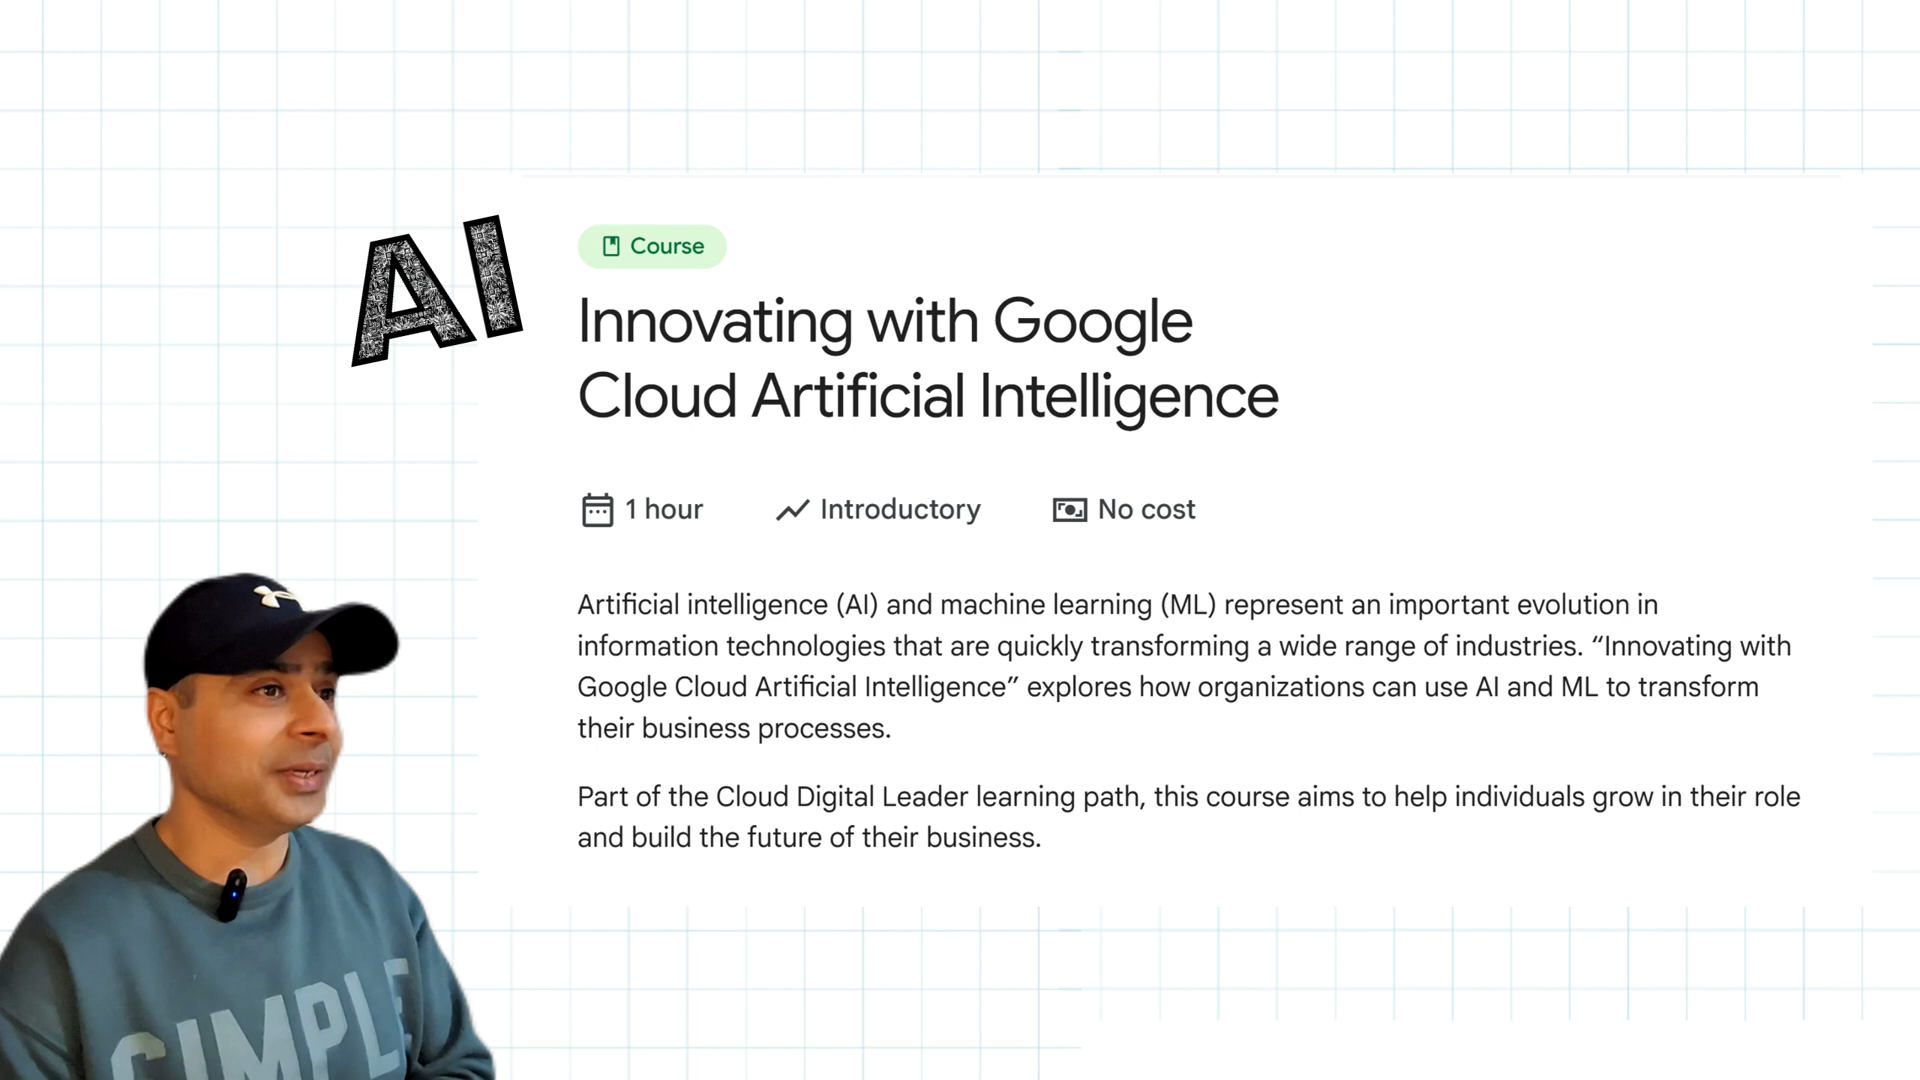 AI
Course
Innovating with Google
Cloud Artificial Intelligence
1 hour Introductory No cost
Artificial intelligence (AI) and machine learning (ML) represent an important evolution in
information technologies that are quickly transforming a wide range of industries. “Innovating with
Google Cloud Artificial Intelligence” explores how organizations can use AI and ML to transform
their business processes.
Part of the Cloud Digital Leader learning path, this course aims to help individuals grow in their role
and build the future of their business.
CIMPLE